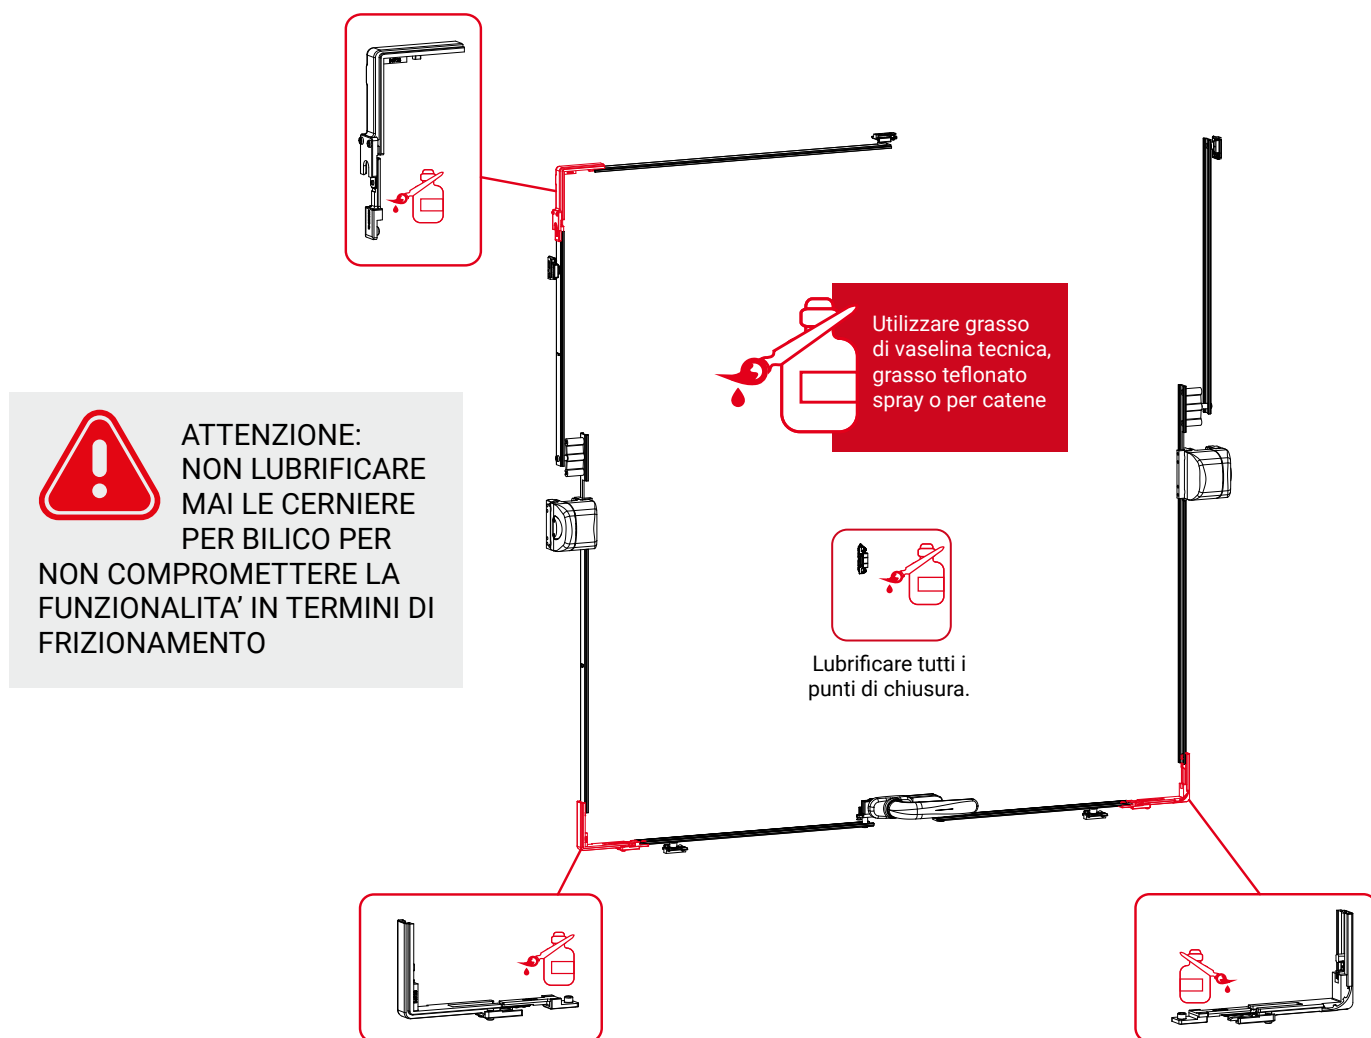 Utilizzare grasso
di vaselina tecnica,
grasso teflonato
spray o per catene
ATTENZIONE:
NON LUBRIFICARE
MAI LE CERNIERE
PER BILICO PER
NON COMPROMETTERE LA
FUNZIONALITA’ IN TERMINI DI
FRIZIONAMENTO
Lubrificare tutti i
punti di chiusura.